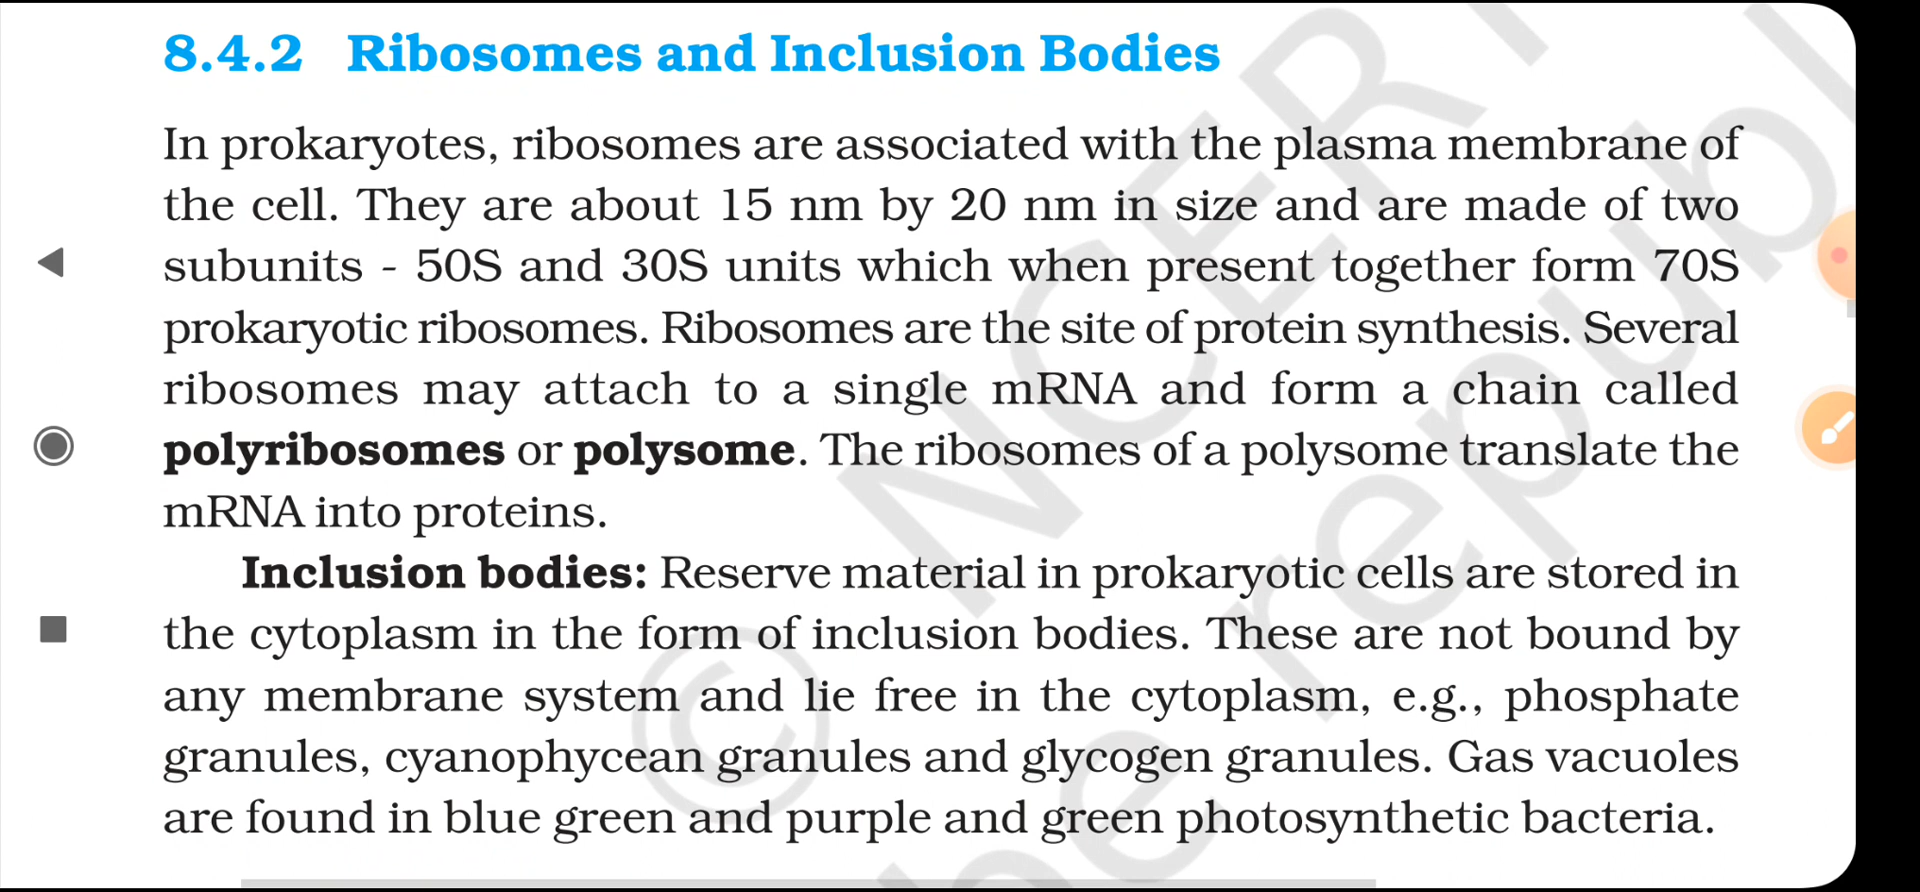 8.4.2 Ribosomes and Inclusion Bodies
In prokaryotes, ribosomes are associated with the plasma membrane of
the cell. They are about 15 nm by 20 nm in size and are made of two
subunits - 50S and 30S units which when present together form 70S
prokaryotic ribosomes. Ribosomes are the site of protein synthesis. Several
ribosomes may attach to a single mRNA and form a chain called
polyribosomes or polysome. The ribosomes of a polysome translate the
mRNA into proteins.
Inclusion bodies: Reserve material in prokaryotic cells are stored in
the cytoplasm in the form of inclusion bodies. These are not bound by
any membrane system and lie free in the cytoplasm, e.g., phosphate
granules, cyanophycean granules and glycogen granules. Gas vacuoles
are found in blue green and purple and green photosynthetic bacteria.
© NCERT